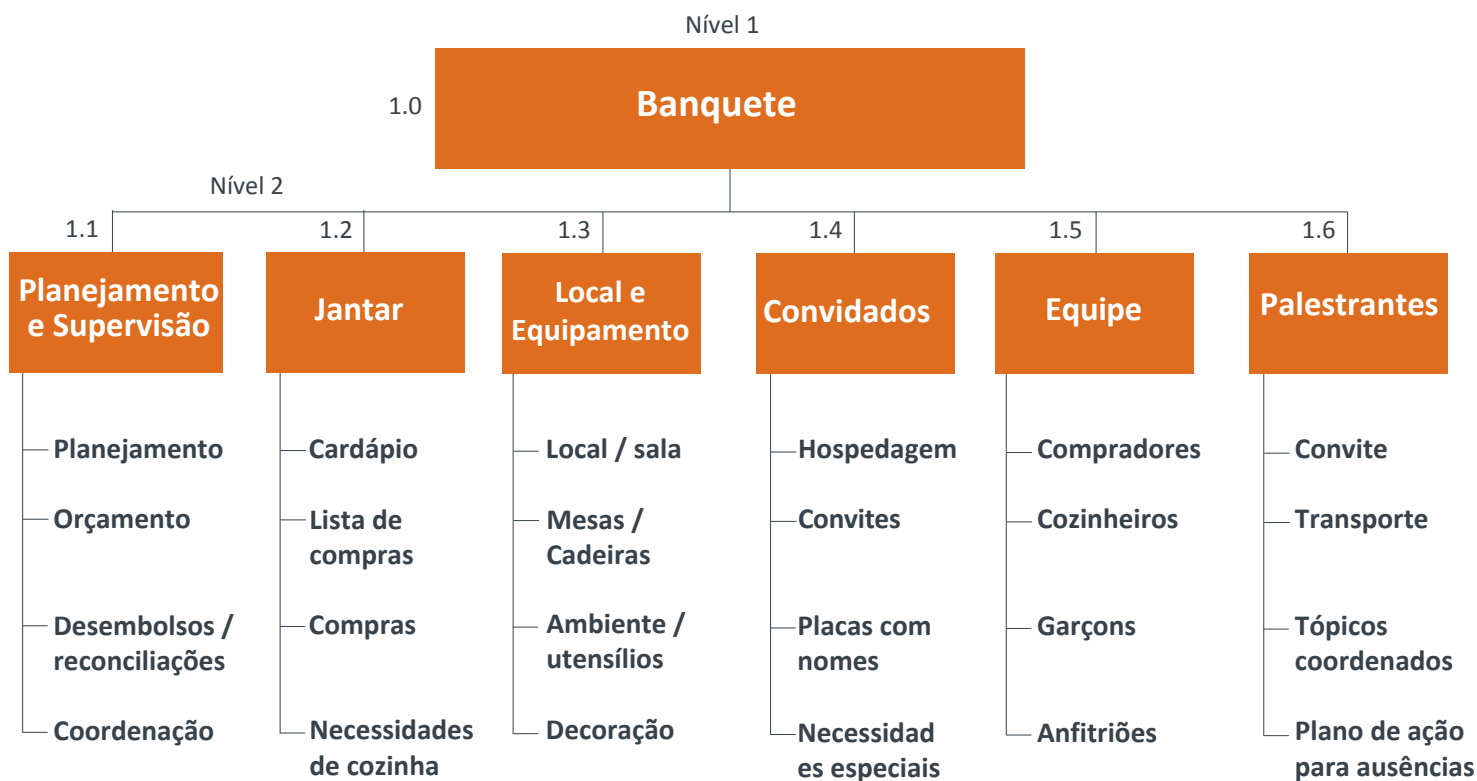 Nível 1
1.0
Banquete
Nível 2
1.1
1.2
1.3
1.4
1.5
1.6
Planejamento
e Supervisão
Jantar
Local e
Equipamento
Convidados
Equipe
Palestrantes
Planejamento
Orçamento
Desembolsos /
reconciliações
Coordenação
Cardápio
Lista de
compras
Compras
Necessidades
de cozinha
Local / sala
Mesas /
Cadeiras
Ambiente /
utensílios
Decoração
Hospedagem
Convites
Placas com
nomes
Necessidad
es especiais
Compradores
Cozinheiros
Garçons
Anfitriões
Convite
Transporte
Tópicos
coordenados
Plano de ação
para ausências